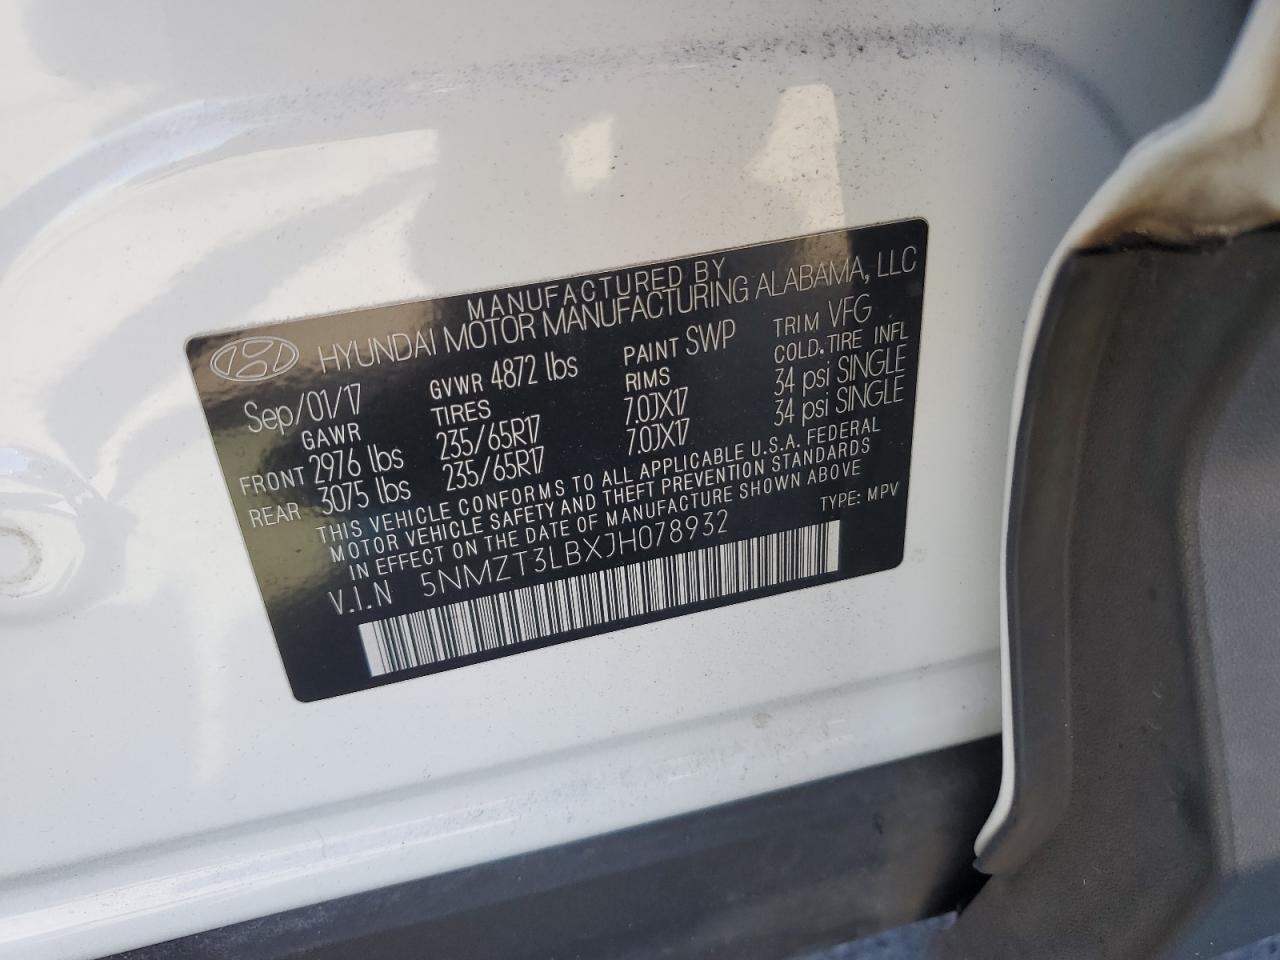 MANUFACTURED BY
HYUNDAI MOTOR MANUFACTURING ALABAMA, LLC
Sep/01/17 GVWR 4872 lbs PAINT SWP TRIM VFG
GAWR TIRES RIMS COLD.TIRE INFL
FRONT 2976 lbs 235/65R17 7.0JX17 34 psi SINGLE
REAR 3075 lbs 235/65R17 7.0JX17 34 psi SINGLE
THIS VEHICLE CONFORMS TO ALL APPLICABLE U.S.A. FEDERAL
MOTOR VEHICLE SAFETY AND THEFT PREVENTION STANDARDS
IN EFFECT ON THE DATE OF MANUFACTURE SHOWN ABOVE
V.I.N 5NMZT3LBXJH078932 TYPE: MPV